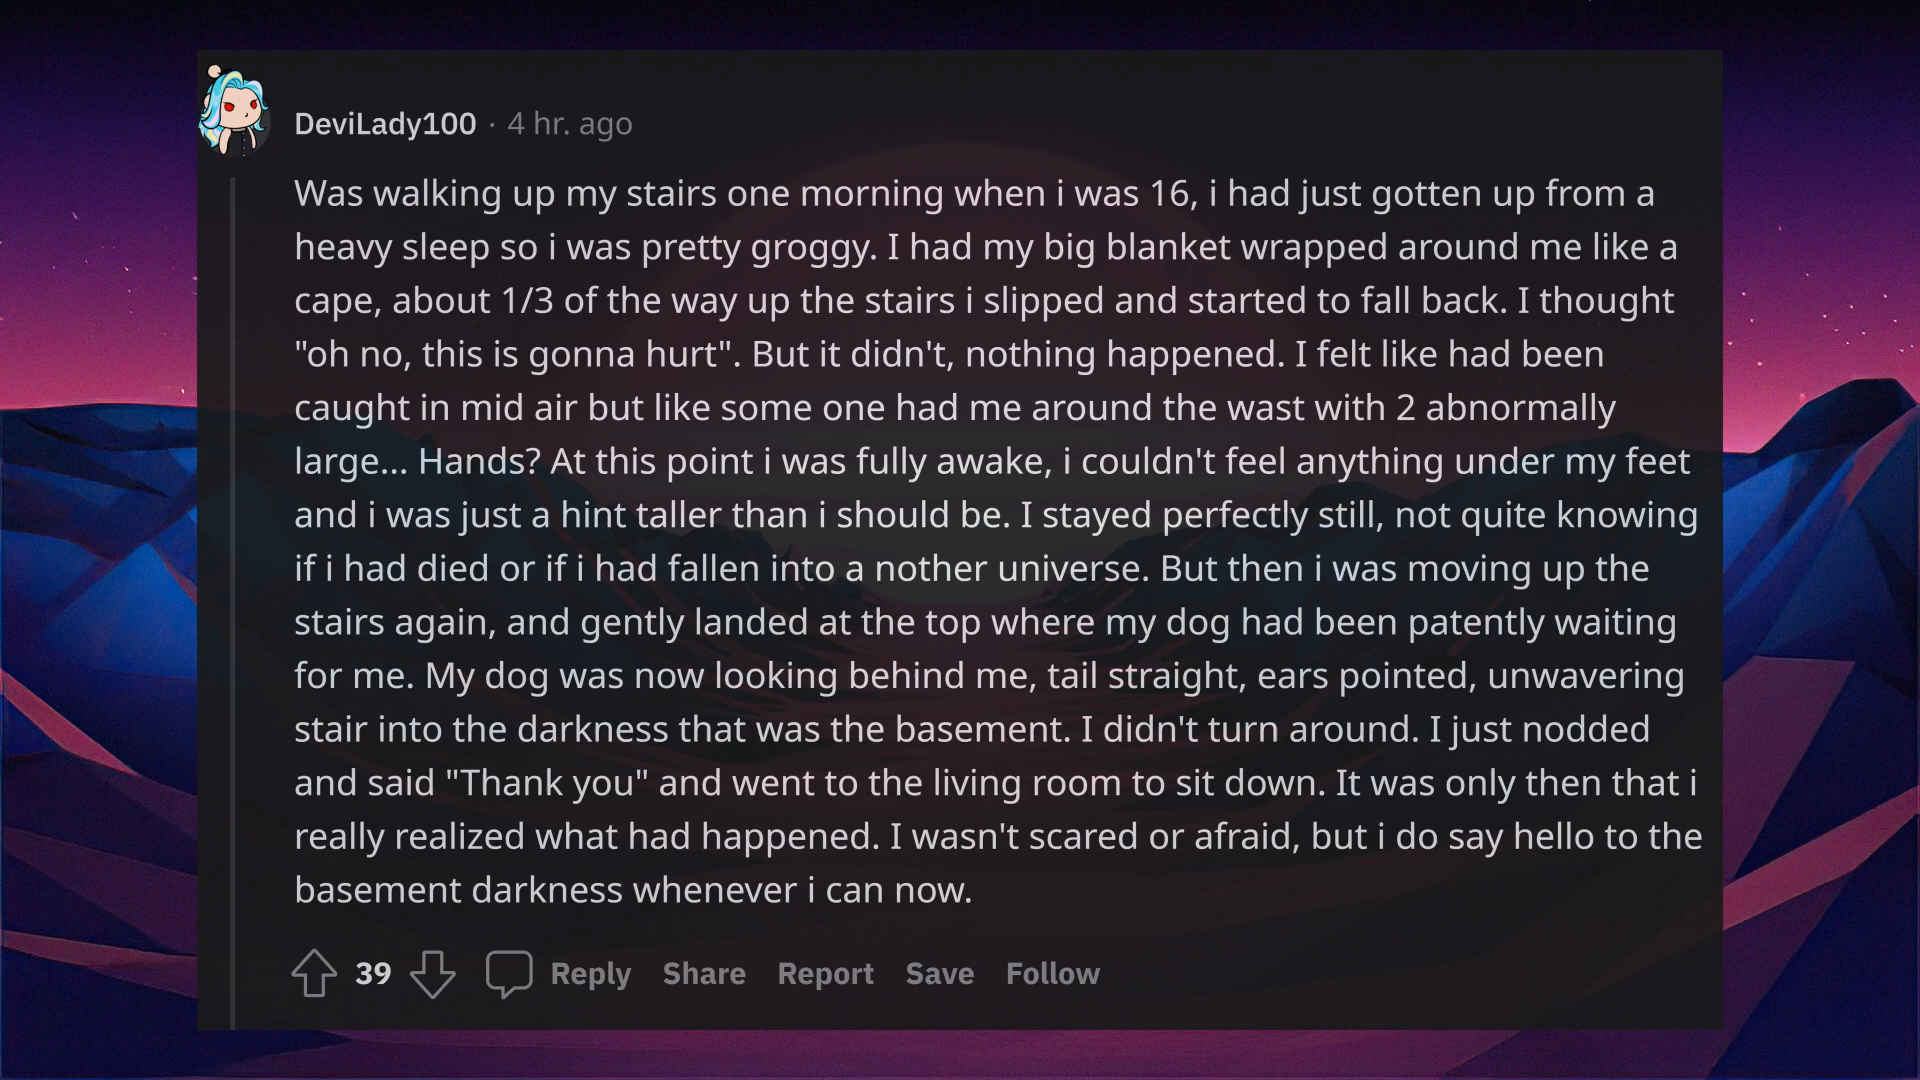 DeviLady100 · 4 hr. ago
Was walking up my stairs one morning when i was 16, i had just gotten up from a
heavy sleep so i was pretty groggy. I had my big blanket wrapped around me like a
cape, about 1/3 of the way up the stairs i slipped and started to fall back. I thought
"oh no, this is gonna hurt". But it didn't, nothing happened. I felt like had been
caught in mid air but like some one had me around the wast with 2 abnormally
large... Hands? At this point i was fully awake, i couldn't feel anything under my feet
and i was just a hint taller than i should be. I stayed perfectly still, not quite knowing
if i had died or if i had fallen into a nother universe. But then i was moving up the
stairs again, and gently landed at the top where my dog had been patently waiting
for me. My dog was now looking behind me, tail straight, ears pointed, unwavering
stair into the darkness that was the basement. I didn't turn around. I just nodded
and said "Thank you" and went to the living room to sit down. It was only then that i
really realized what had happened. I wasn't scared or afraid, but i do say hello to the
basement darkness whenever i can now.
39 Reply Share Report Save Follow